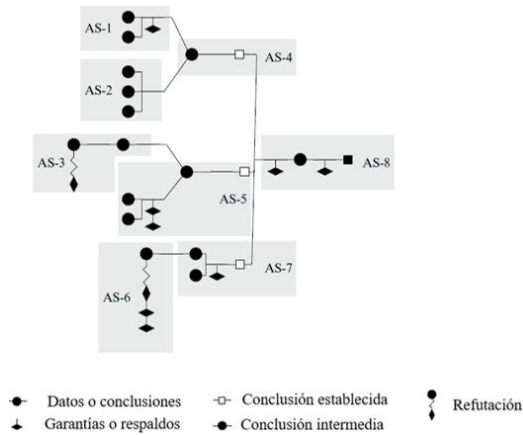 AS-1
AS-4
AS-2
AS-3
AS-8
AS-5
AS-7
AS-6
Datos o conclusiones
Conclusión establecida
Refutación
Garantías o respaldos
Conclusión intermedia